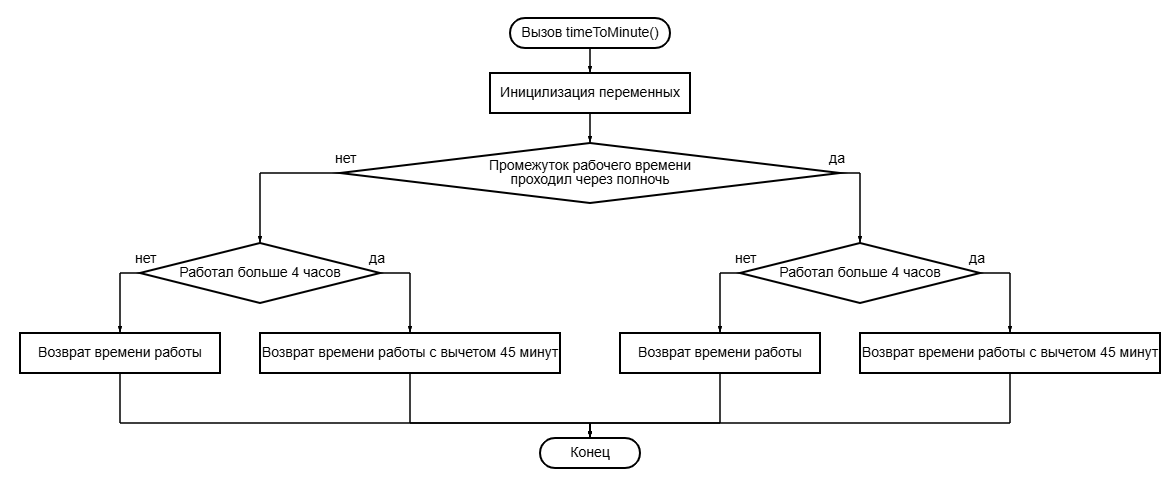 Вызов timeToMinute()
Иницилизация переменных
нет
да
Промежуток рабочего времени
проходил через полночь
нет
да
нет
да
Работал больше 4 часов
Работал больше 4 часов
Возврат времени работы
Возврат времени работы с вычетом 45 минут
Возврат времени работы
Возврат времени работы с вычетом 45 минут
Конец